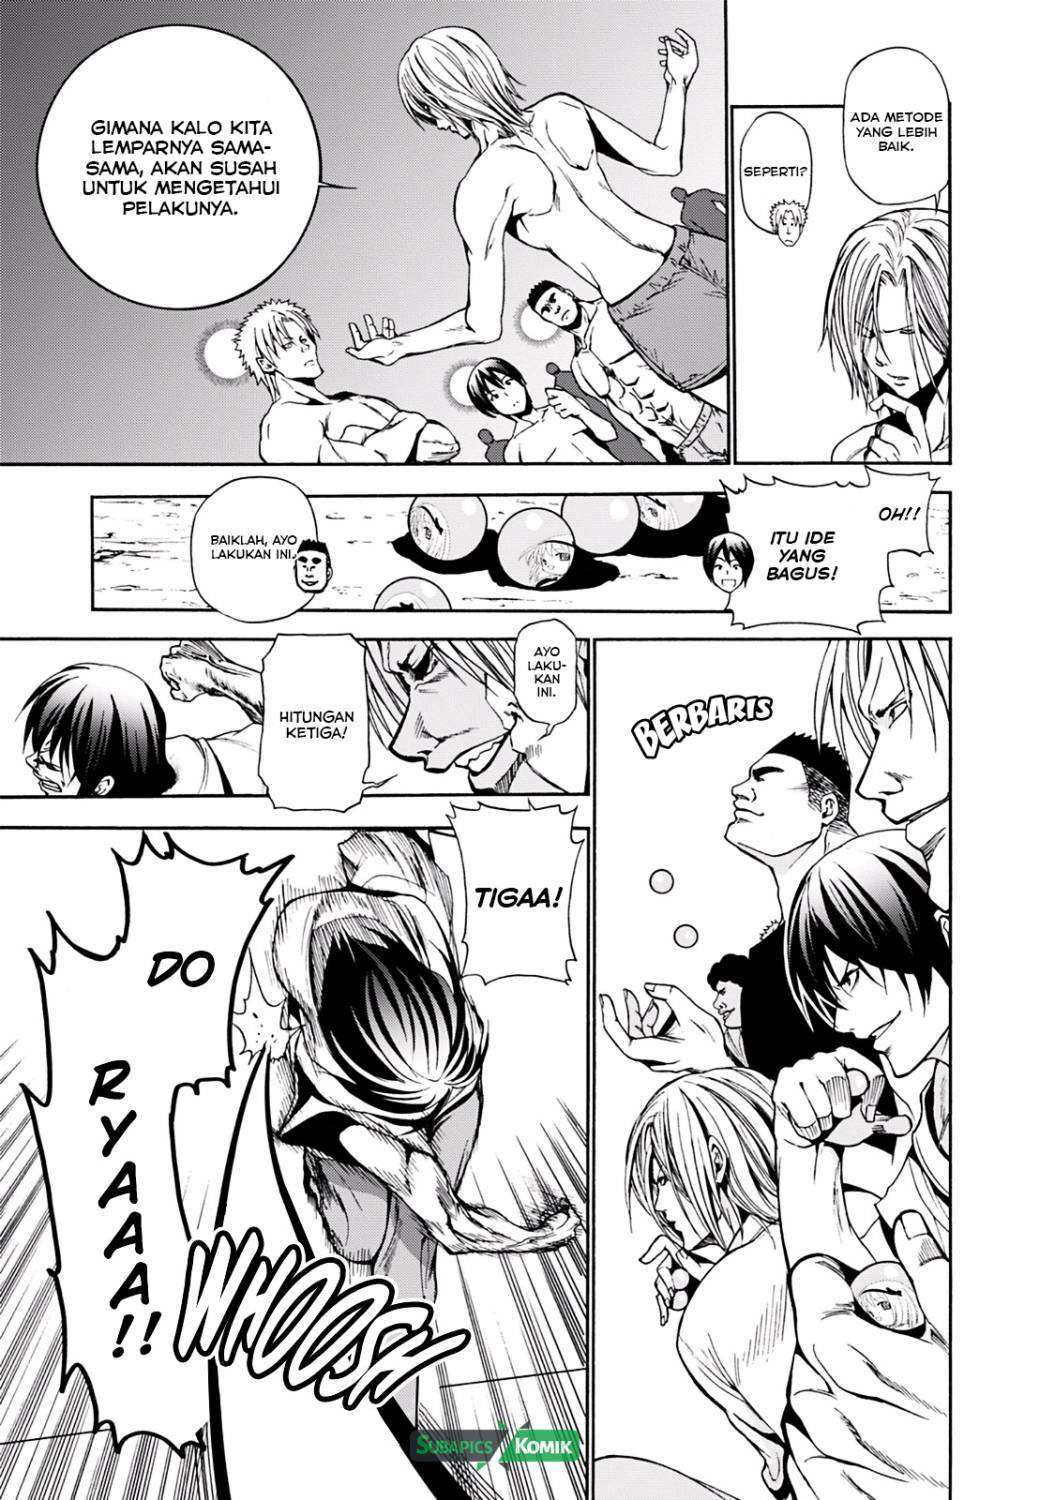 ADA METODE
YANG LEBIH
BAIK.
SEPERTI?
GIMANA KALO KITA
LEMPARNYA SAMA-
SAMA, AKAN SUSAH
UNTUK MENGETAHUI
PELAKUNYA.
OH!!
ITU IDE
YANG
BAGUS!
BAIKLAH, AYO
LAKUKAN INI.
BERBARIS
AYO
LAKU-
KAN
INI.
HITUNGAN
KETIGA!
TIGAA!
DO
RYAAA!!
WHOOSH
SUBAPICS KOMIK